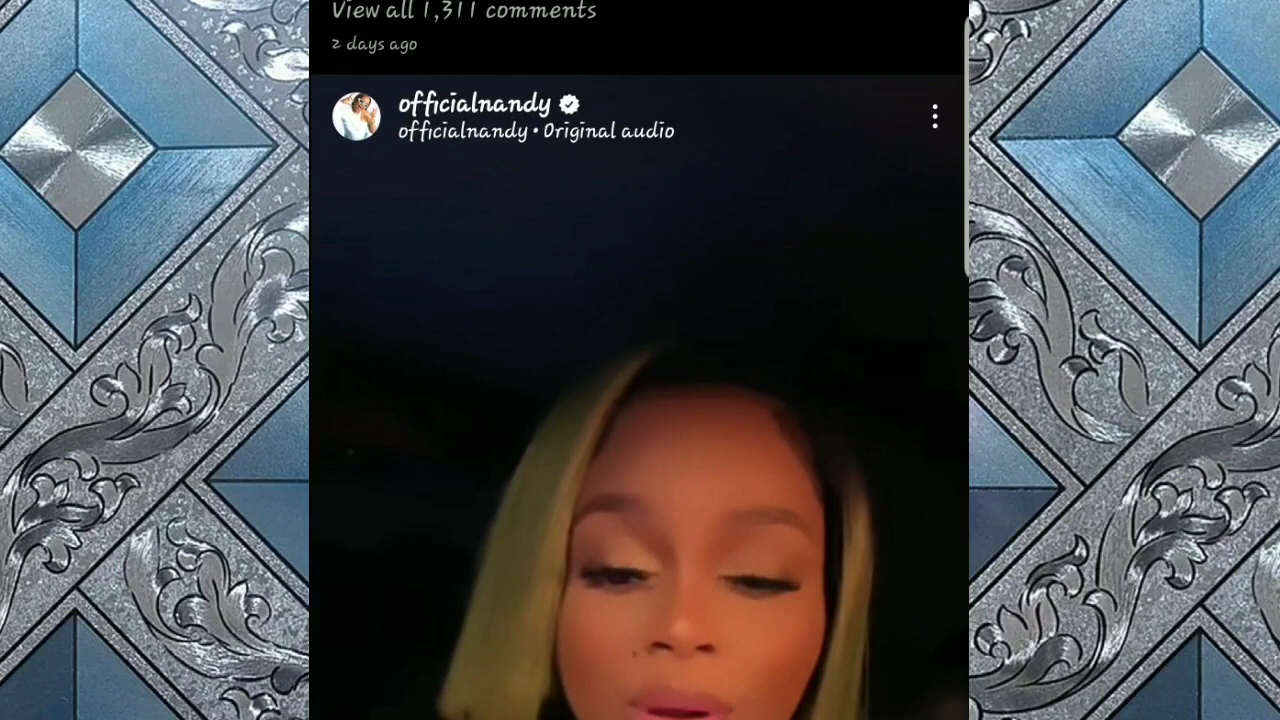 View all 1,311 comments
2 days ago
officialnandy
officialnandy • Original audio